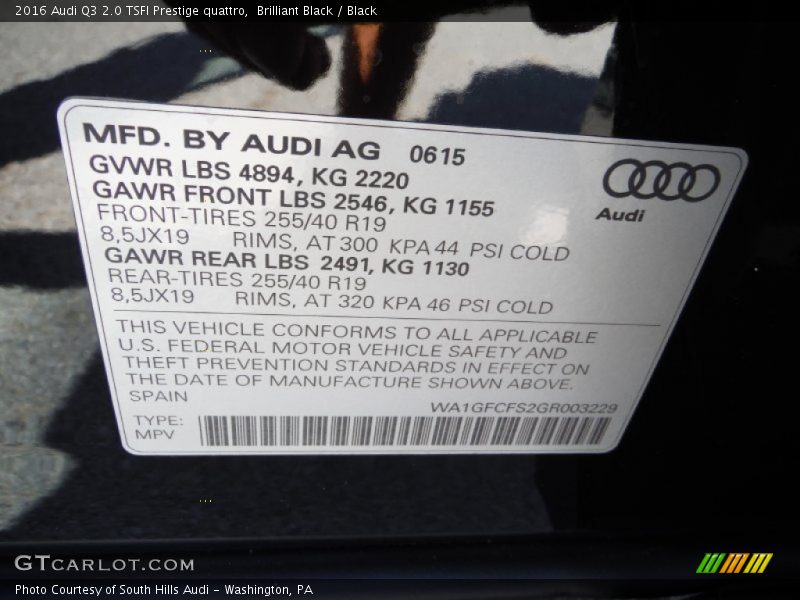 2016 Audi Q3 2.0 TSFI Prestige quattro,  Brilliant Black / Black
MFD. BY AUDI AG 0615
GVWR LBS 4894, KG 2220
GAWR FRONT LBS 2546, KG 1155
FRONT-TIRES 255/40 R19
8,5JX19 RIMS, AT 300 KPA 44 PSI COLD
GAWR REAR LBS 2491, KG 1130
REAR-TIRES 255/40 R19
8,5JX19 RIMS, AT 320 KPA 46 PSI COLD
Audi
THIS VEHICLE CONFORMS TO ALL APPLICABLE
U.S. FEDERAL MOTOR VEHICLE SAFETY AND
THEFT PREVENTION STANDARDS IN EFFECT ON
THE DATE OF MANUFACTURE SHOWN ABOVE.
SPAIN
WA1GFCFS2GR003229
TYPE:
MPV
GTCARLOT.COM
Photo Courtesy of South Hills Audi - Washington, PA